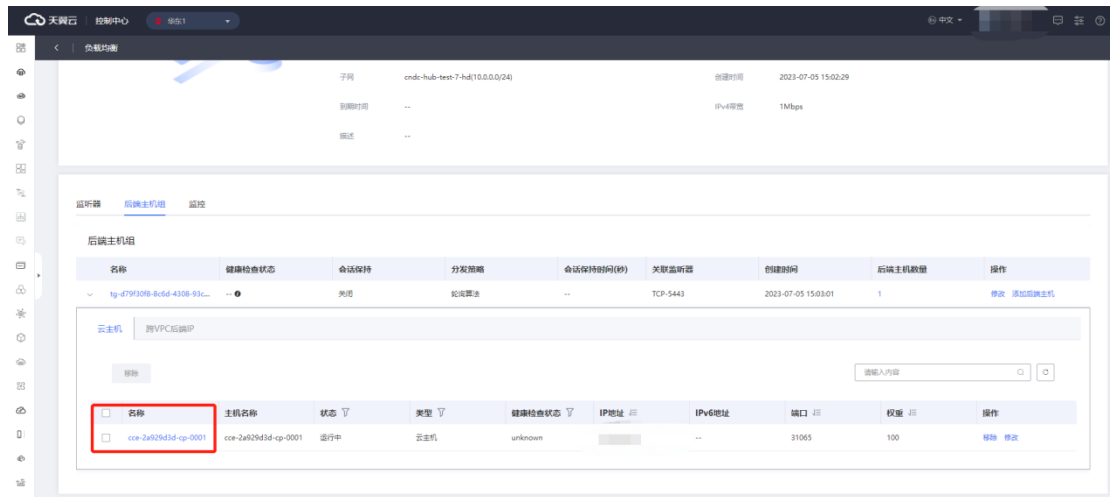 天翼云 控制中心 华东1 中文
负载均衡
子网 cndc-hub-test-7-hd(10.0.0.0/24) 创建时间 2023-07-05 15:02:29
到期时间 -- IPv4带宽 1Mbps
描述 --
监听器 后端主机组 监控
后端主机组
名称 健康检查状态 会话保持 分发策略 会话保持时间(秒) 关联监听器 创建时间 后端主机数量 操作
tg-d79f30f8-8c6d-4308-93c... -- 关闭 轮询算法 -- TCP-5443 2023-07-05 15:03:01 1 修改 添加后端主机
云主机 跨VPC后端IP
移除 请输入内容
名称 主机名称 状态 类型 健康检查状态 IP地址 IPv6地址 端口 权重 操作
cce-2a929d3d-cp-0001 cce-2a929d3d-cp-0001 运行中 云主机 unknown -- 31065 100 移除 修改